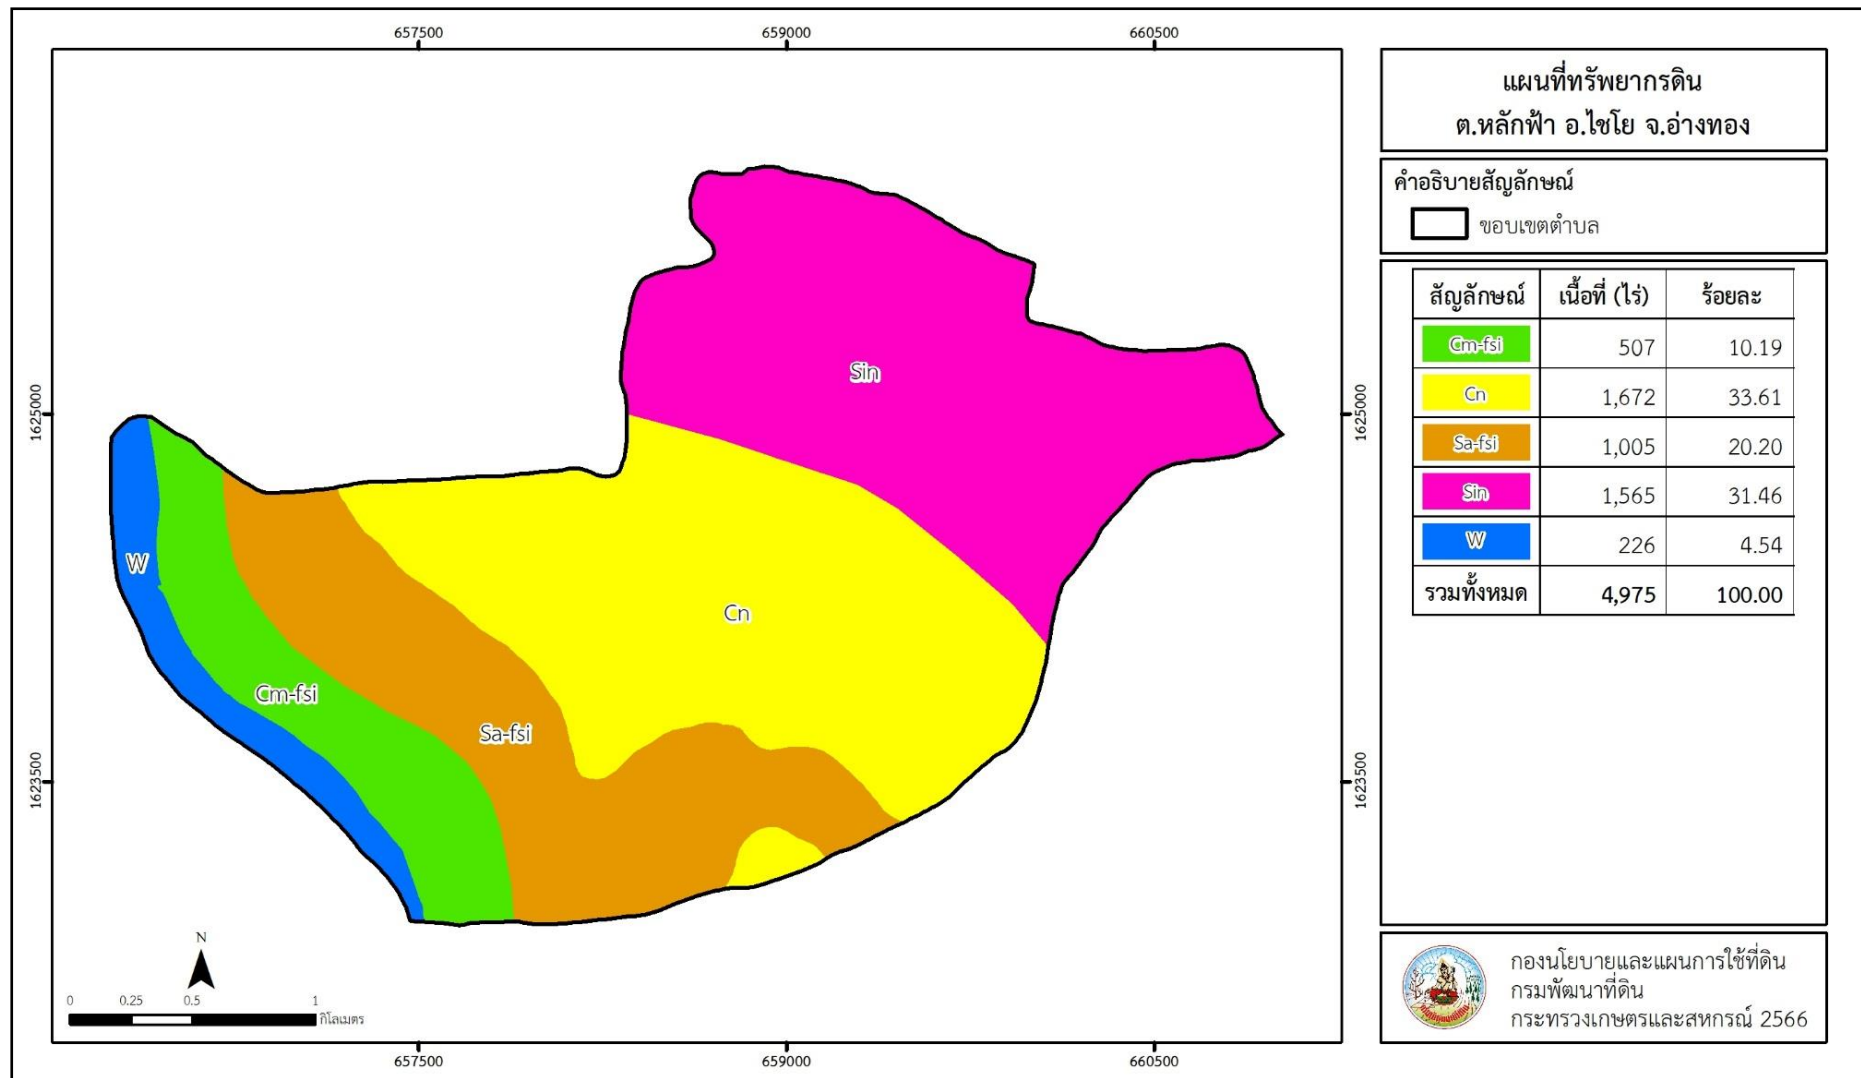 657500 659000 660500
แผนที่ทรัพยากรดิน
ต.หลักฟ้า อ.ไชโย จ.อ่างทอง
คำอธิบายสัญลักษณ์
ขอบเขตตำบล
สัญลักษณ์ เนื้อที่ (ไร่) ร้อยละ
Cm-fsi 507 10.19
Cn 1,672 33.61
Sa-fsi 1,005 20.20
Sin 1,565 31.46
W 226 4.54
รวมทั้งหมด 4,975 100.00
Sin
1625000 1625000
W
Cn
Cm-fsi
Sa-fsi
1623500 1623500
N
0 0.25 0.5 1
กิโลเมตร
657500 659000 660500
กองนโยบายและแผนการใช้ที่ดิน
กรมพัฒนาที่ดิน
กระทรวงเกษตรและสหกรณ์ 2566